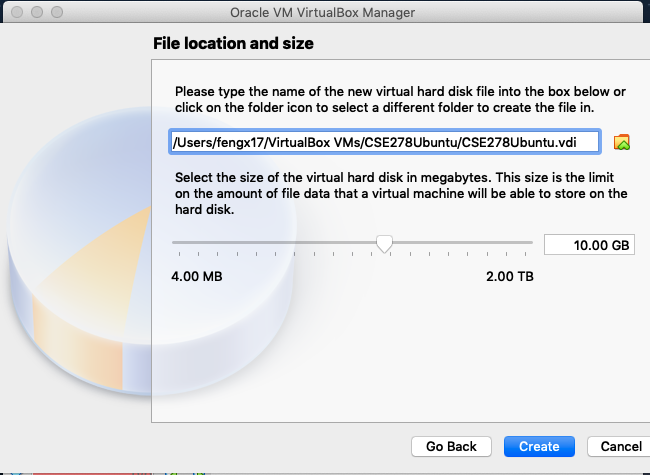 Oracle VM VirtualBox Manager
File location and size
Please type the name of the new virtual hard disk file into the box below or
click on the folder icon to select a different folder to create the file in.
/Users/fengx17/VirtualBox VMs/CSE278Ubuntu/CSE278Ubuntu.vdi
Select the size of the virtual hard disk in megabytes. This size is the limit
on the amount of file data that a virtual machine will be able to store on the
hard disk.
10.00 GB
4.00 MB 2.00 TB
Go Back Create Cancel